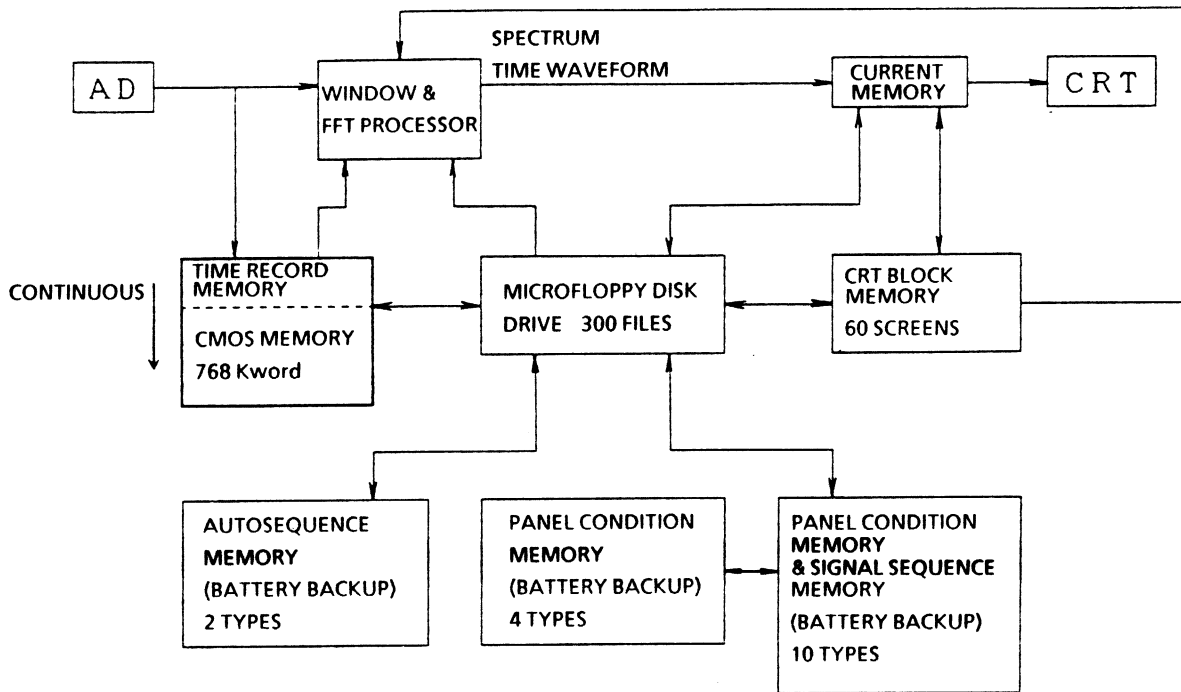 SPECTRUM
TIME WAVEFORM
AD
WINDOW &
FFT PROCESSOR
CURRENT
MEMORY
CRT
CONTINUOUS
TIME RECORD
MEMORY
CMOS MEMORY
768 Kword
MICROFLOPPY DISK
DRIVE 300 FILES
CRT BLOCK
MEMORY
60 SCREENS
AUTOSEQUENCE
MEMORY
(BATTERY BACKUP)
2 TYPES
PANEL CONDITION
MEMORY
(BATTERY BACKUP)
4 TYPES
PANEL CONDITION
MEMORY
& SIGNAL SEQUENCE
MEMORY
(BATTERY BACKUP)
10 TYPES